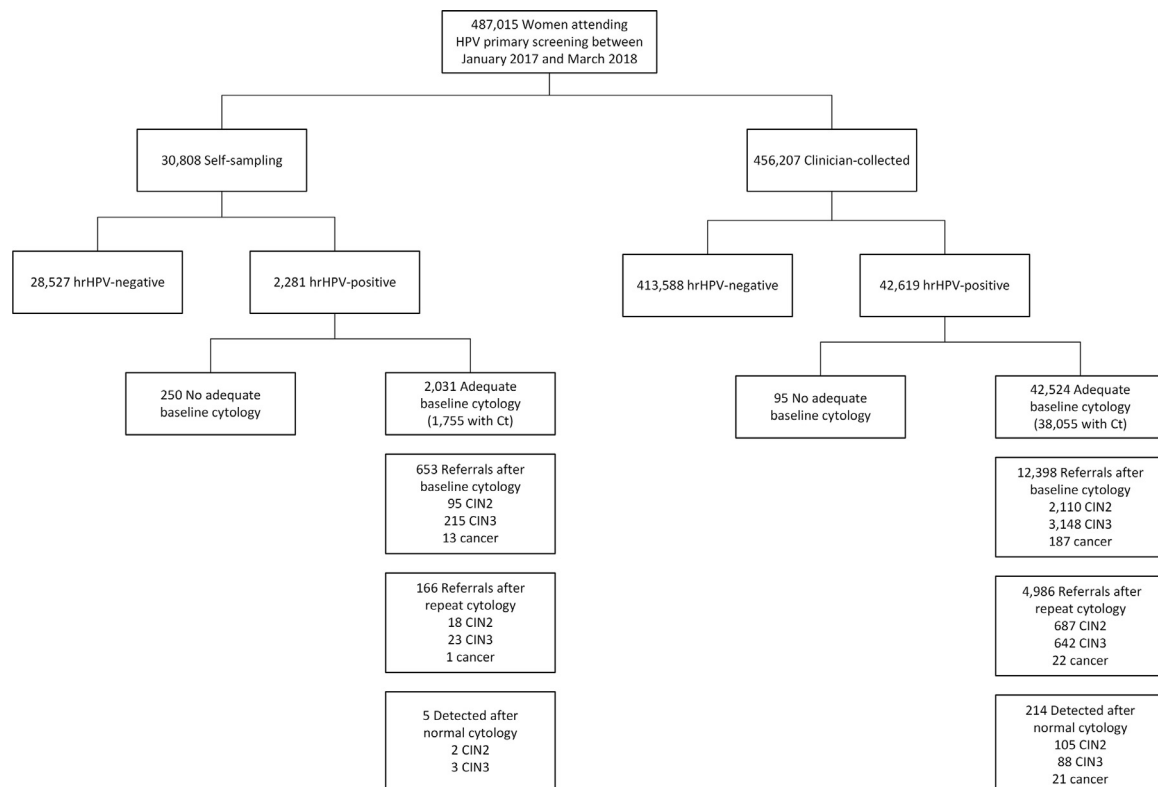 487,015 Women attending
HPV primary screening between
January 2017 and March 2018
30,808 Self-sampling
456,207 Clinician-collected
28,527 hrHPV-negative
2,281 hrHPV-positive
413,588 hrHPV-negative
42,619 hrHPV-positive
250 No adequate
baseline cytology
2,031 Adequate
baseline cytology
(1,755 with Ct)
95 No adequate
baseline cytology
42,524 Adequate
baseline cytology
(38,055 with Ct)
653 Referrals after
baseline cytology
95 CIN2
215 CIN3
13 cancer
12,398 Referrals after
baseline cytology
2,110 CIN2
3,148 CIN3
187 cancer
166 Referrals after
repeat cytology
18 CIN2
23 CIN3
1 cancer
4,986 Referrals after
repeat cytology
687 CIN2
642 CIN3
22 cancer
5 Detected after
normal cytology
2 CIN2
3 CIN3
214 Detected after
normal cytology
105 CIN2
88 CIN3
21 cancer